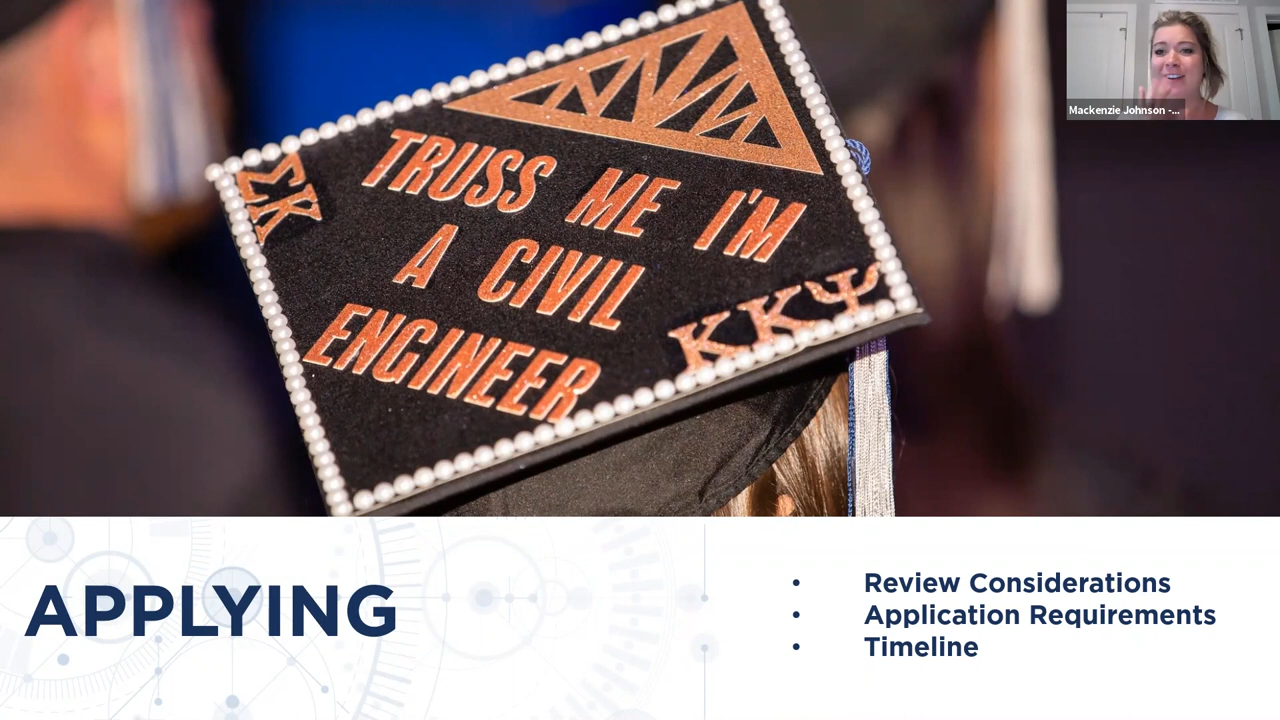 Mackenzie Johnson -...
ΣΚ
TRUSS ME I'M
A CIVIL
ENGINEER
ΚΚΨ
APPLYING
• Review Considerations
• Application Requirements
• Timeline